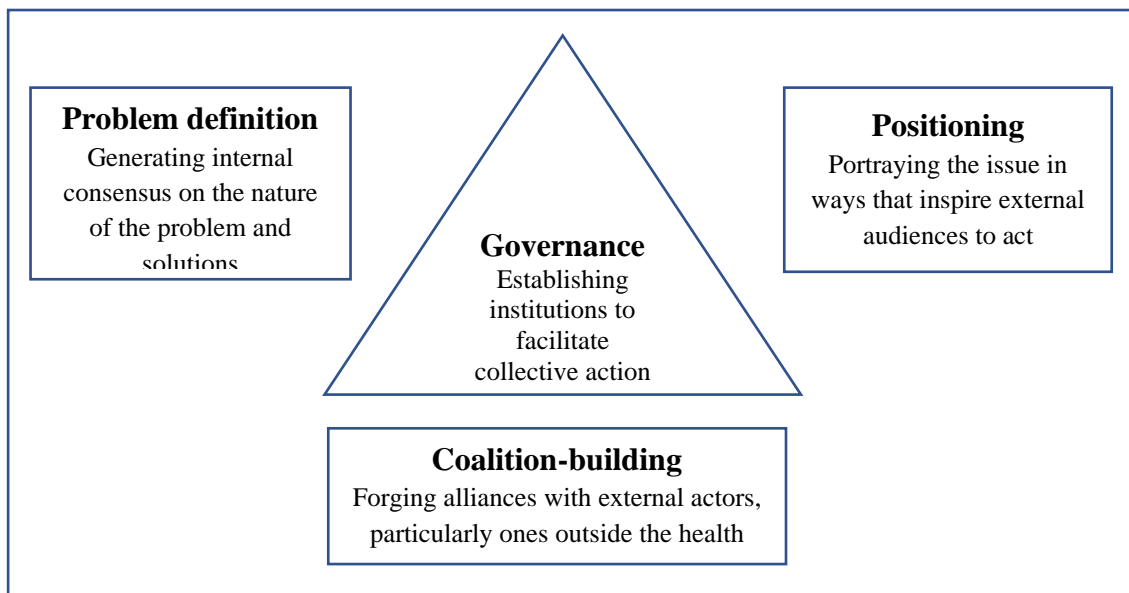 Problem definition
Generating internal
consensus on the nature
of the problem and
solutions
Positioning
Portraying the issue in
ways that inspire external
audiences to act
Governance
Establishing
institutions to
facilitate
collective action
Coalition-building
Forging alliances with external actors,
particularly ones outside the health